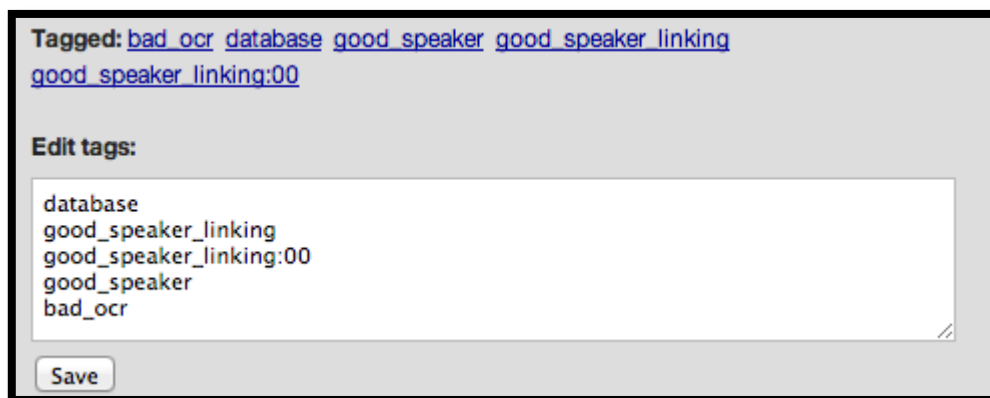 Tagged: bad_ocr database good_speaker good_speaker_linking
good_speaker_linking:00
Edit tags:
database
good_speaker_linking
good_speaker_linking:00
good_speaker
bad_ocr
Save